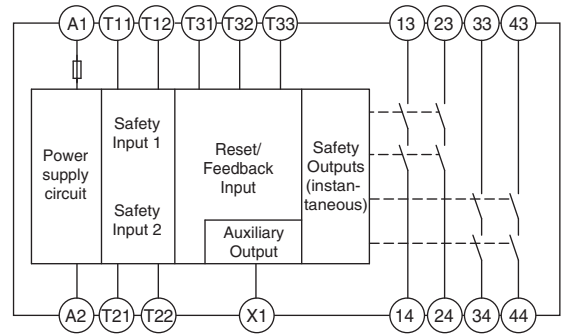 A1 T11 T12 T31 T32 T33 13 23 33 43
Power
supply
circuit
Safety
Input 1
Safety
Input 2
Reset/
Feedback
Input
Auxiliary
Output
Safety
Outputs
(instan-
taneous)
A2 T21 T22 X1 14 24 34 44